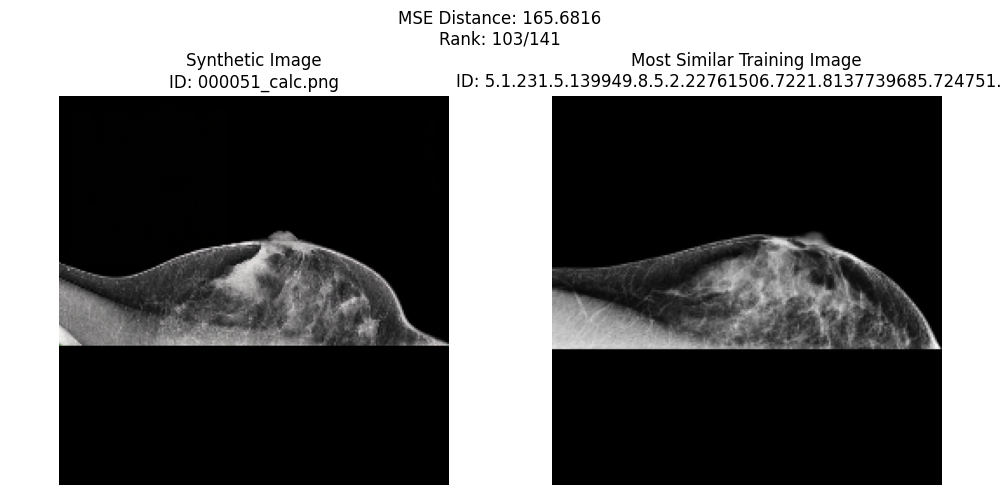 MSE Distance: 165.6816
Rank: 103/141
Synthetic Image
ID: 000051_calc.png
Most Similar Training Image
ID: 5.1.231.5.139949.8.5.2.22761506.7221.8137739685.724751.